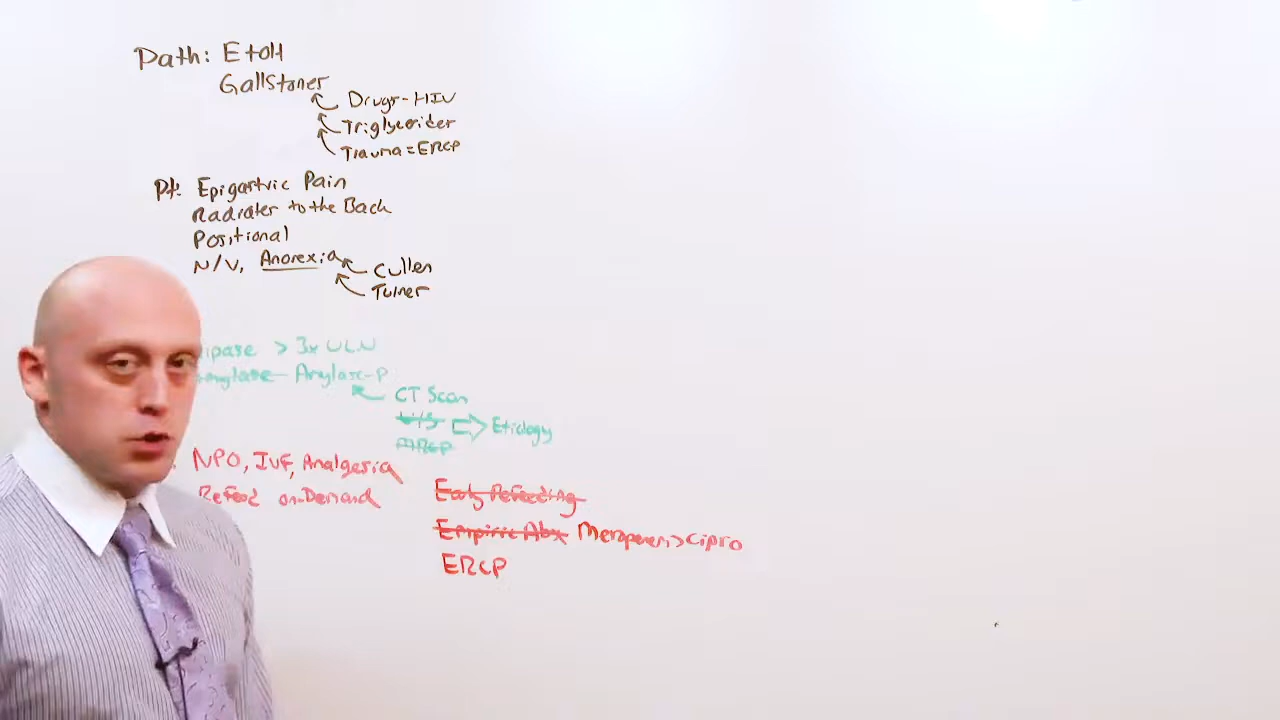 Path: EtoH
Gallstones
Drugs-HIV
Triglycerides
Trauma = ERCP
Pt: Epigastric Pain
Radiates to the Back
Positional
N/V, Anorexia
Cullen
Turner
ipase > 3x ULN
Amylase Amylase-P
CT Scan
U/S
Etiology
MRCP
NPO, IVF, Analgesia
Refeed on-Demand
Early Refeeding
Empiric Abx Meropenem > Cipro
ERCP